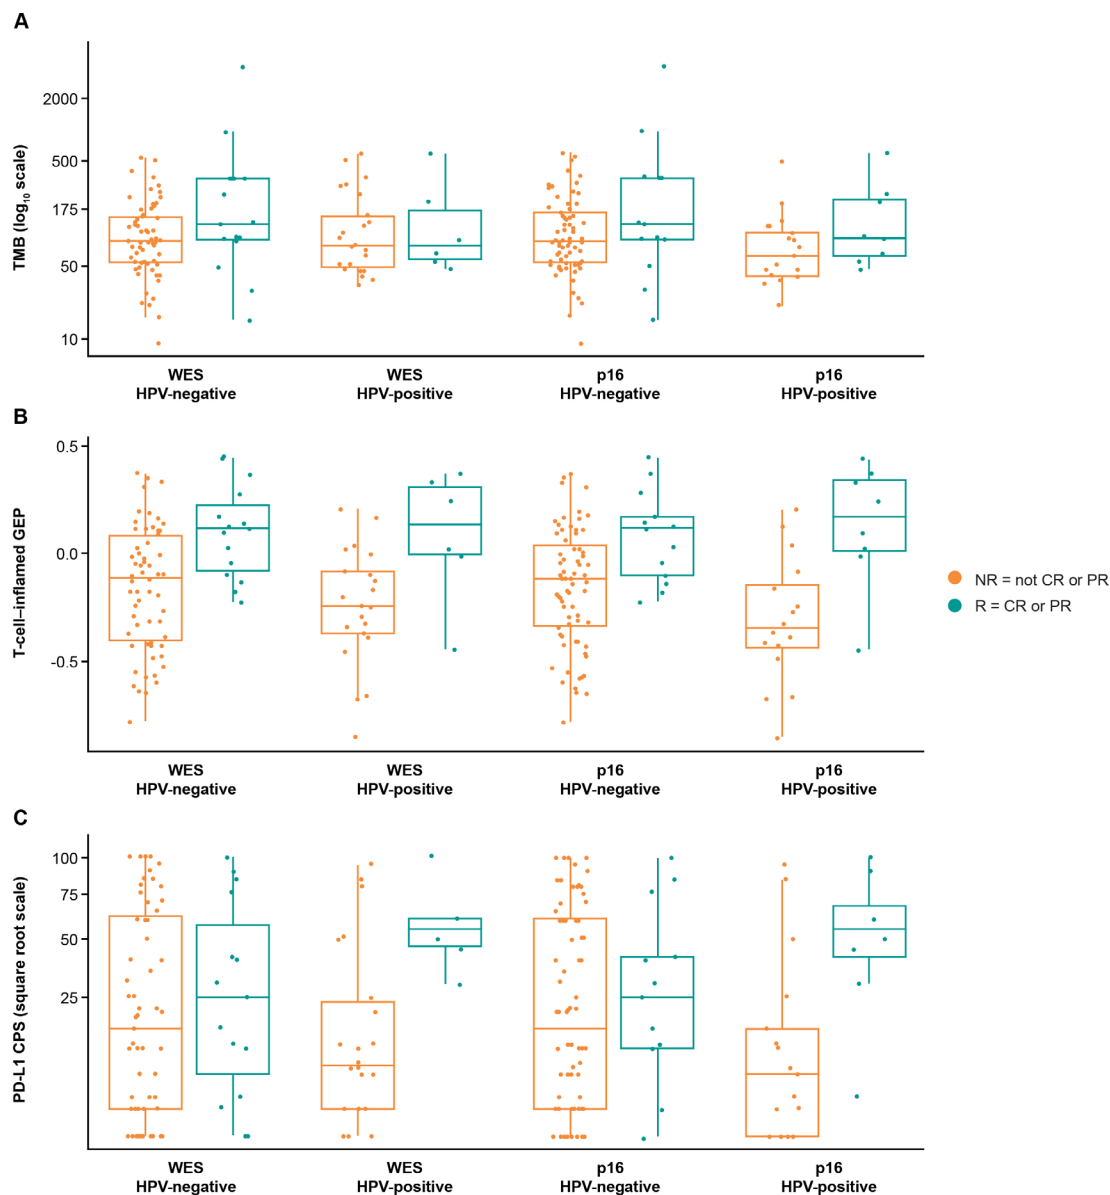 A
2000
500
175
50
10
TMB (log10 scale)
WES
HPV-negative
WES
HPV-positive
p16
HPV-negative
p16
HPV-positive
B
0.5
0.0
-0.5
T-cell–inflamed GEP
WES
HPV-negative
WES
HPV-positive
p16
HPV-negative
p16
HPV-positive
NR = not CR or PR
R = CR or PR
C
100
75
50
25
PD-L1 CPS (square root scale)
WES
HPV-negative
WES
HPV-positive
p16
HPV-negative
p16
HPV-positive